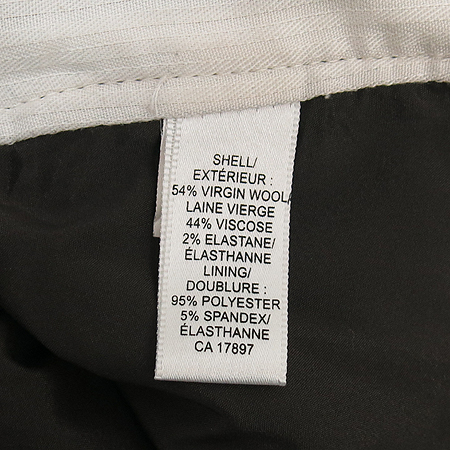 SHELL/
EXTÉRIEUR :
54% VIRGIN WOOL/
LAINE VIERGE
44% VISCOSE
2% ELASTANE/
ÉLASTHANNE
LINING/
DOUBLURE :
95% POLYESTER
5% SPANDEX/
ÉLASTHANNE
CA 17897